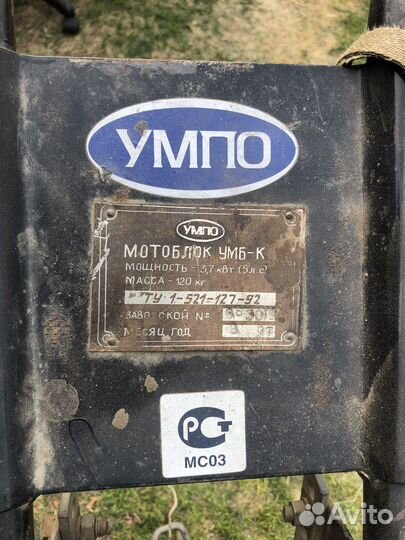 УМПО
УМПО
МОТОБЛОК УМБ-К
МОЩНОСТЬ - 3,7 кВт (5 л.с)
МАССА - 120 кг
ТУ 1-521-127-92
ЗАВОДСКОЙ №
МЕСЯЦ ГОД
РСТ
МС03
Avito